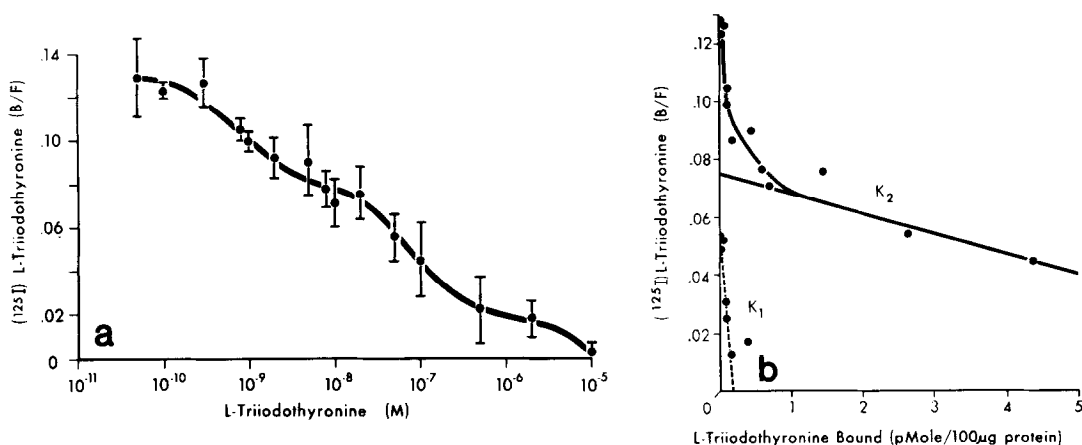 .14
.10
.06
.02
0
(¹²⁵I) L-Triiodothyronine (B/F)
a
10⁻¹¹ 10⁻¹⁰ 10⁻⁹ 10⁻⁸ 10⁻⁷ 10⁻⁶ 10⁻⁵
L-Triiodothyronine (M)
.10
.08
.06
.04
.02
(¹²⁵I) L-Triiodothyronine (B/F)
K₂
K₁
b
0 1 2 3 4 5
L-Triiodothyronine Bound (pMole/100μg protein)